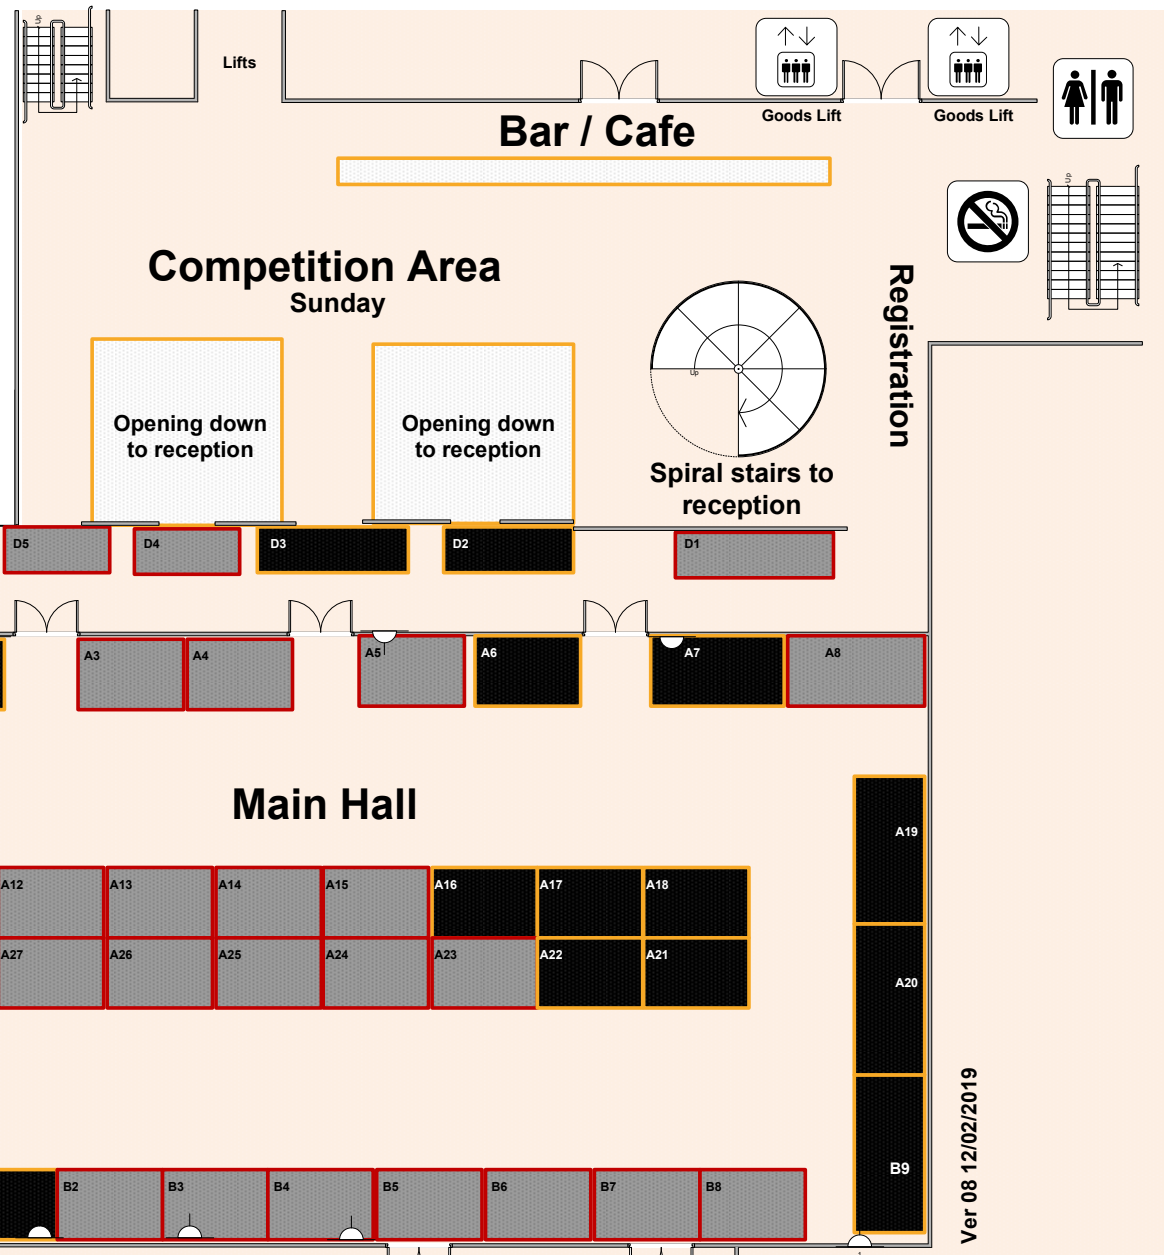 Up
Lifts
Goods Lift
Goods Lift
Bar / Cafe
Up
Competition Area
Sunday
Registration
Opening down
to reception
Opening down
to reception
Up
Spiral stairs to
reception
D5
D4
D3
D2
D1
A3
A4
A5
A6
A7
A8
Main Hall
A19
A12
A13
A14
A15
A16
A17
A18
A27
A26
A25
A24
A23
A22
A21
A20
Ver 08 12/02/2019
B9
B2
B3
B4
B5
B6
B7
B8